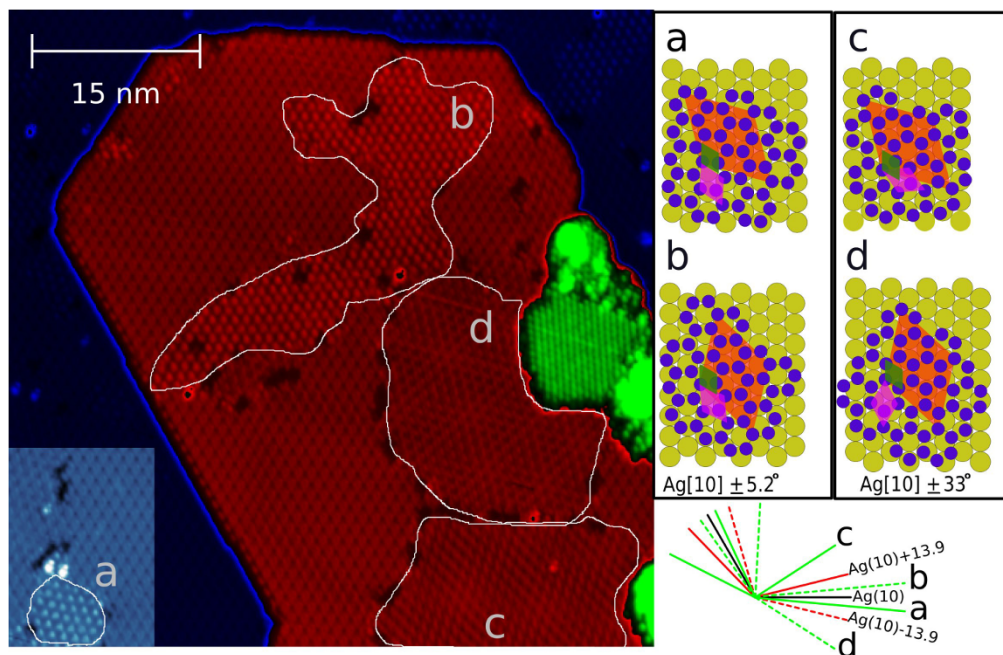 15 nm
b
d
a
c
a
c
b
d
Ag[10] ±5.2°
Ag[10] ±33°
c
Ag(10)+13.9
b
Ag(10)
a
Ag(10)-13.9
d